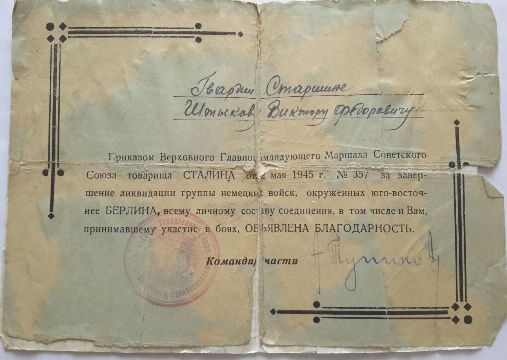 Гвардии Старшине
Виктору Федоровичу
Приказом Верховного Главнокомандующего Маршала Советского
Союза товарища СТАЛИНА от мая 1945 г. № 357 за завер-
шение ликвидации группы немецких войск, окруженных юго-восточ-
нее БЕРЛИНА, всему личному составу соединения, в том числе и Вам,
принимавшему участие в боях, ОБЪЯВЛЕНА БЛАГОДАРНОСТЬ.
Командир части